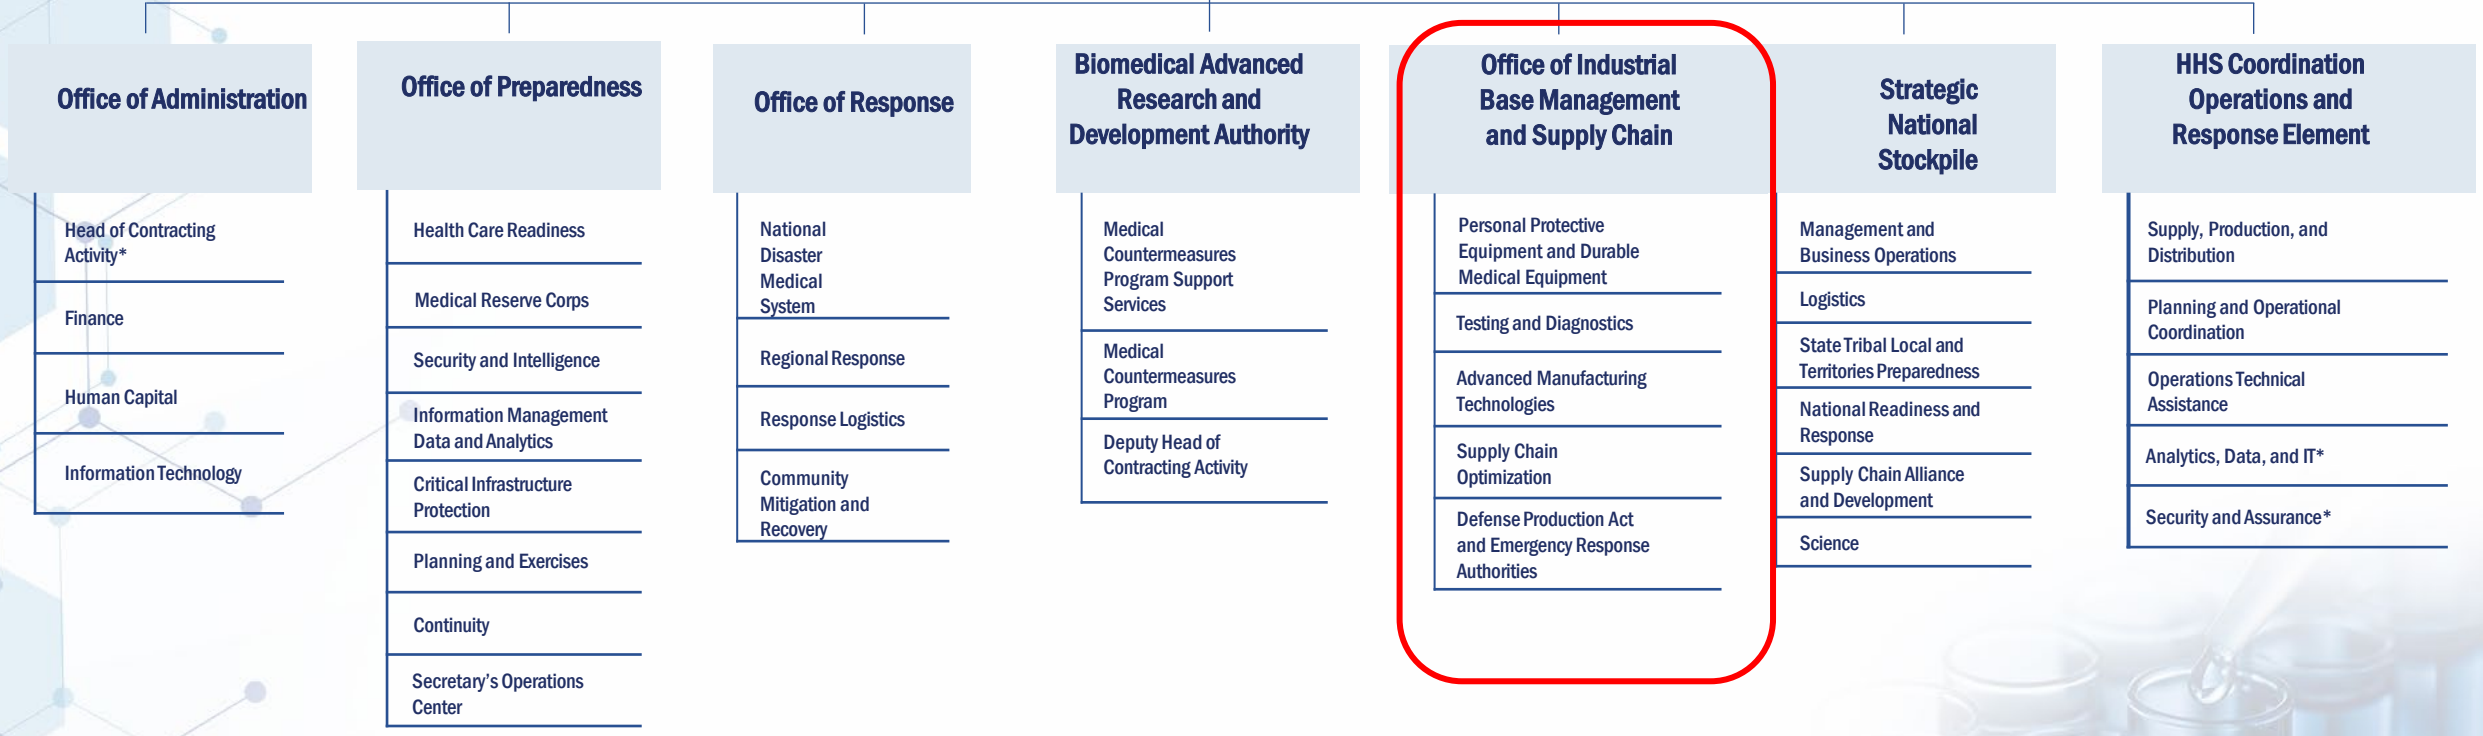 Office of Administration
Head of Contracting
Activity*
Finance
Human Capital
Information Technology
Office of Preparedness
Health Care Readiness
Medical Reserve Corps
Security and Intelligence
Information Management
Data and Analytics
Critical Infrastructure
Protection
Planning and Exercises
Continuity
Secretary's Operations
Center
Office of Response
National
Disaster
Medical
System
Regional Response
Response Logistics
Community
Mitigation and
Recovery
Biomedical Advanced
Research and
Development Authority
Medical
Countermeasures
Program Support
Services
Medical
Countermeasures
Program
Deputy Head of
Contracting Activity
Office of Industrial
Base Management
and Supply Chain
Personal Protective
Equipment and Durable
Medical Equipment
Testing and Diagnostics
Advanced Manufacturing
Technologies
Supply Chain
Optimization
Defense Production Act
and Emergency Response
Authorities
Strategic
National
Stockpile
Management and
Business Operations
Logistics
State Tribal Local and
Territories Preparedness
National Readiness and
Response
Supply Chain Alliance
and Development
Science
HHS Coordination
Operations and
Response Element
Supply, Production, and
Distribution
Planning and Operational
Coordination
Operations Technical
Assistance
Analytics, Data, and IT*
Security and Assurance*